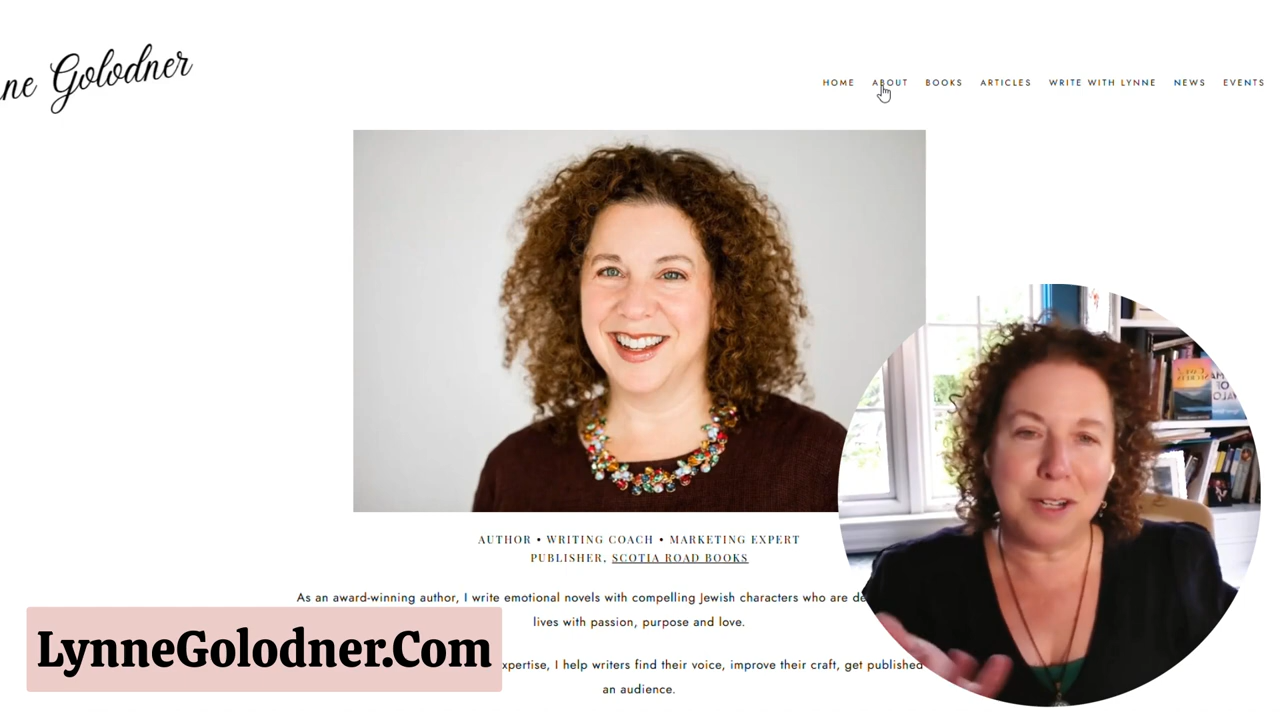 ne Golodner
HOME ABOUT BOOKS ARTICLES WRITE WITH LYNNE NEWS EVENTS
AUTHOR • WRITING COACH • MARKETING EXPERT
PUBLISHER, SCOTIA ROAD BOOKS
As an award-winning author, I write emotional novels with compelling Jewish characters who are de
lives with passion, purpose and love.
expertise, I help writers find their voice, improve their craft, get published
an audience.
LynneGolodner.Com